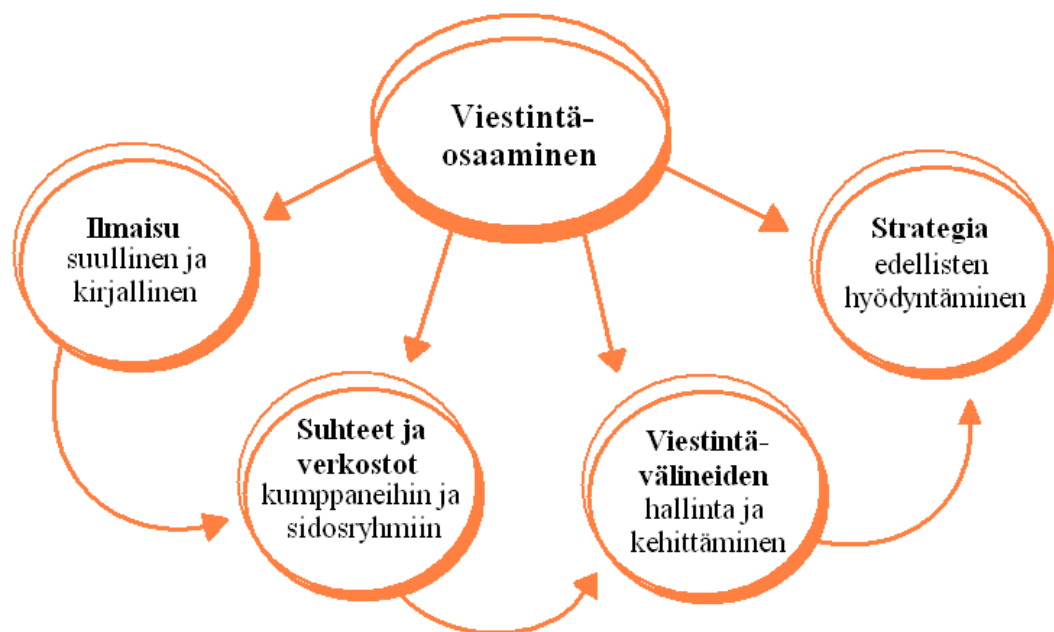 Viestintä-
osaaminen
Ilmaisu
suullinen ja
kirjallinen
Suhteet ja
verkostot
kumppaneihin ja
sidosryhmiin
Viestintä-
välineiden
hallinta ja
kehittäminen
Strategia
edellisten
hyödyntäminen